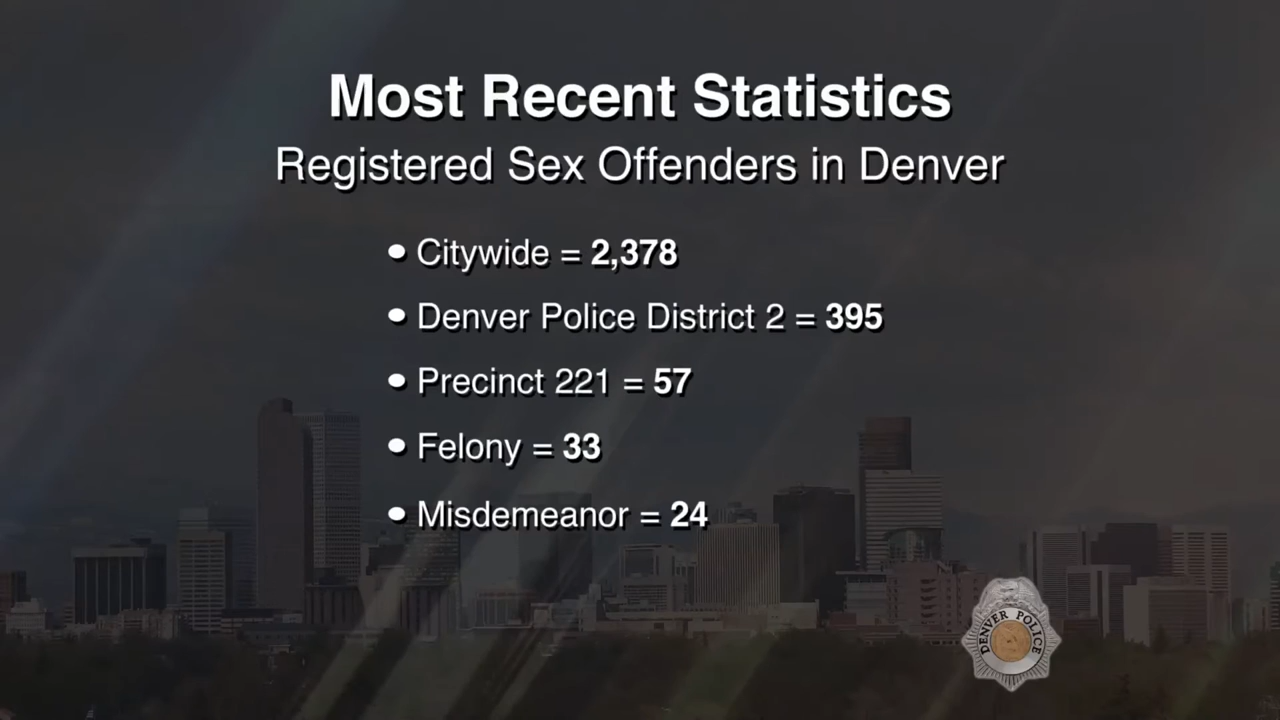 Most Recent Statistics
Registered Sex Offenders in Denver
• Citywide = 2,378
• Denver Police District 2 = 395
• Precinct 221 = 57
• Felony = 33
• Misdemeanor = 24
DENVER POLICE